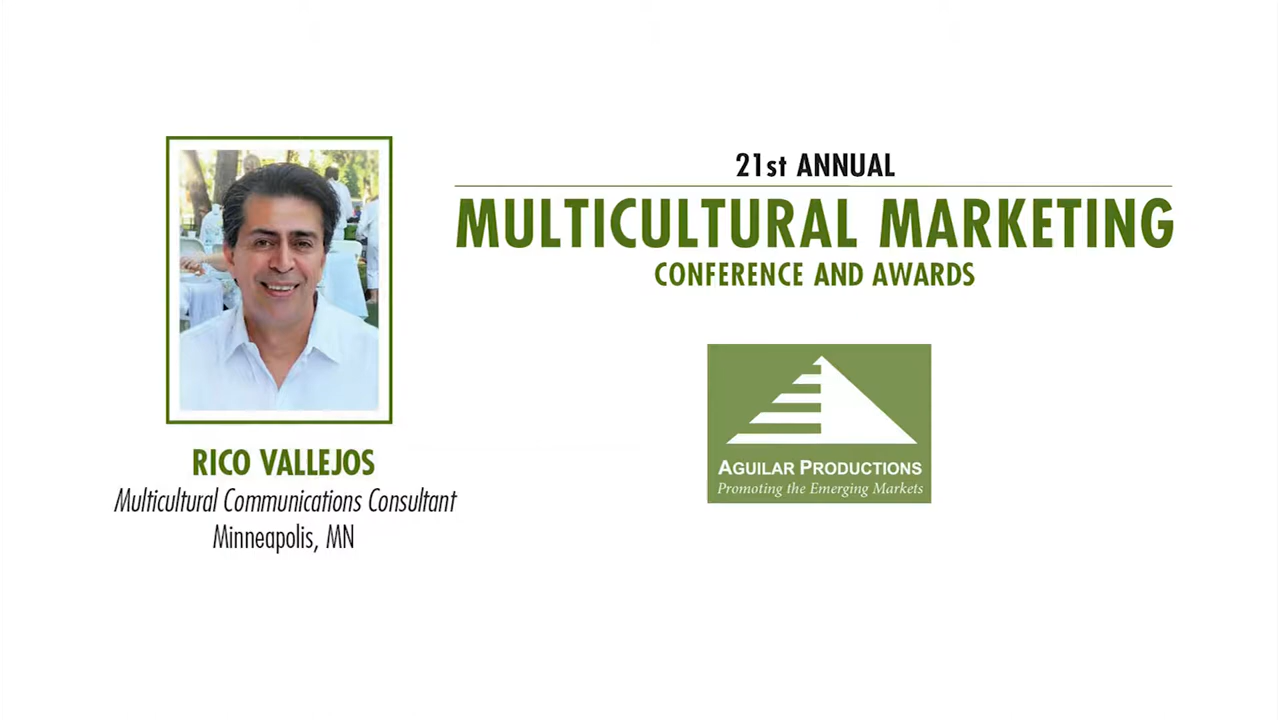 21st ANNUAL
MULTICULTURAL MARKETING
CONFERENCE AND AWARDS
AGUILAR PRODUCTIONS
Promoting the Emerging Markets
RICO VALLEJOS
Multicultural Communications Consultant
Minneapolis, MN